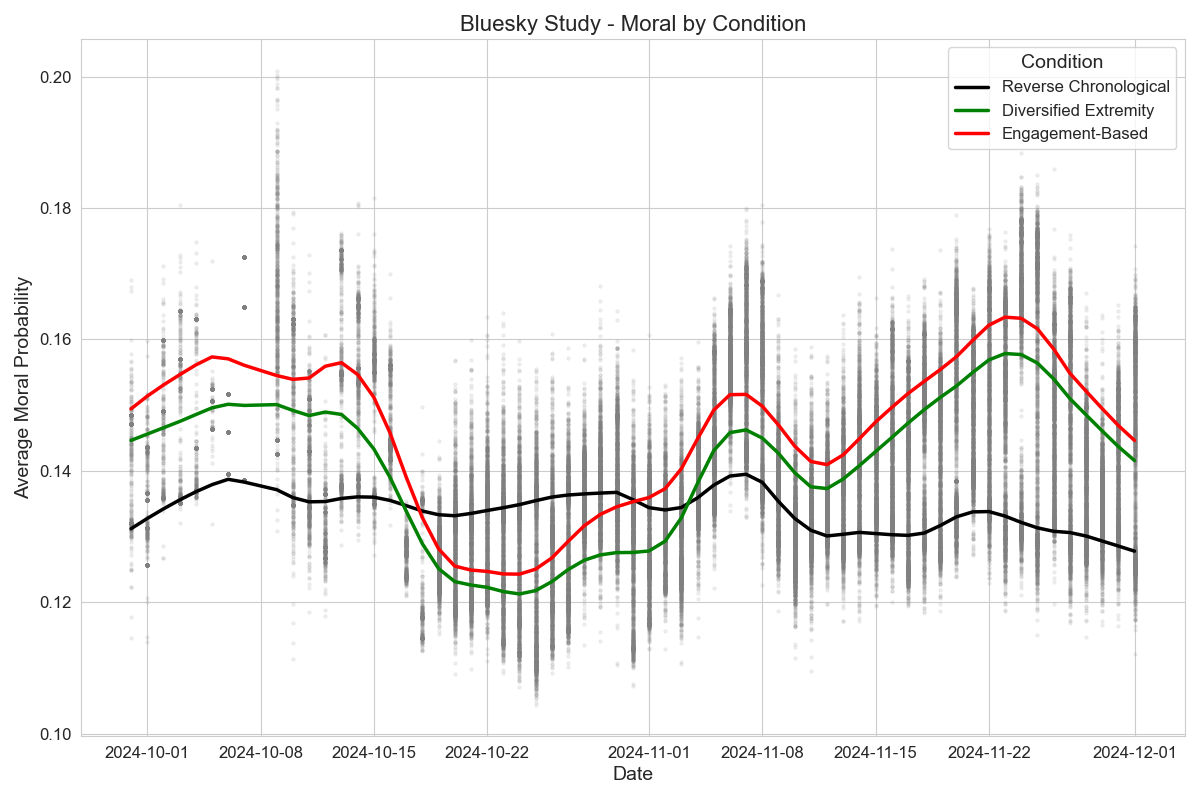 Bluesky Study - Moral by Condition
Condition
Reverse Chronological
Diversified Extremity
Engagement-Based
Average Moral Probability
0.20
0.18
0.16
0.14
0.12
0.10
2024-10-01
2024-10-08
2024-10-15
2024-10-22
2024-11-01
2024-11-08
2024-11-15
2024-11-22
2024-12-01
Date